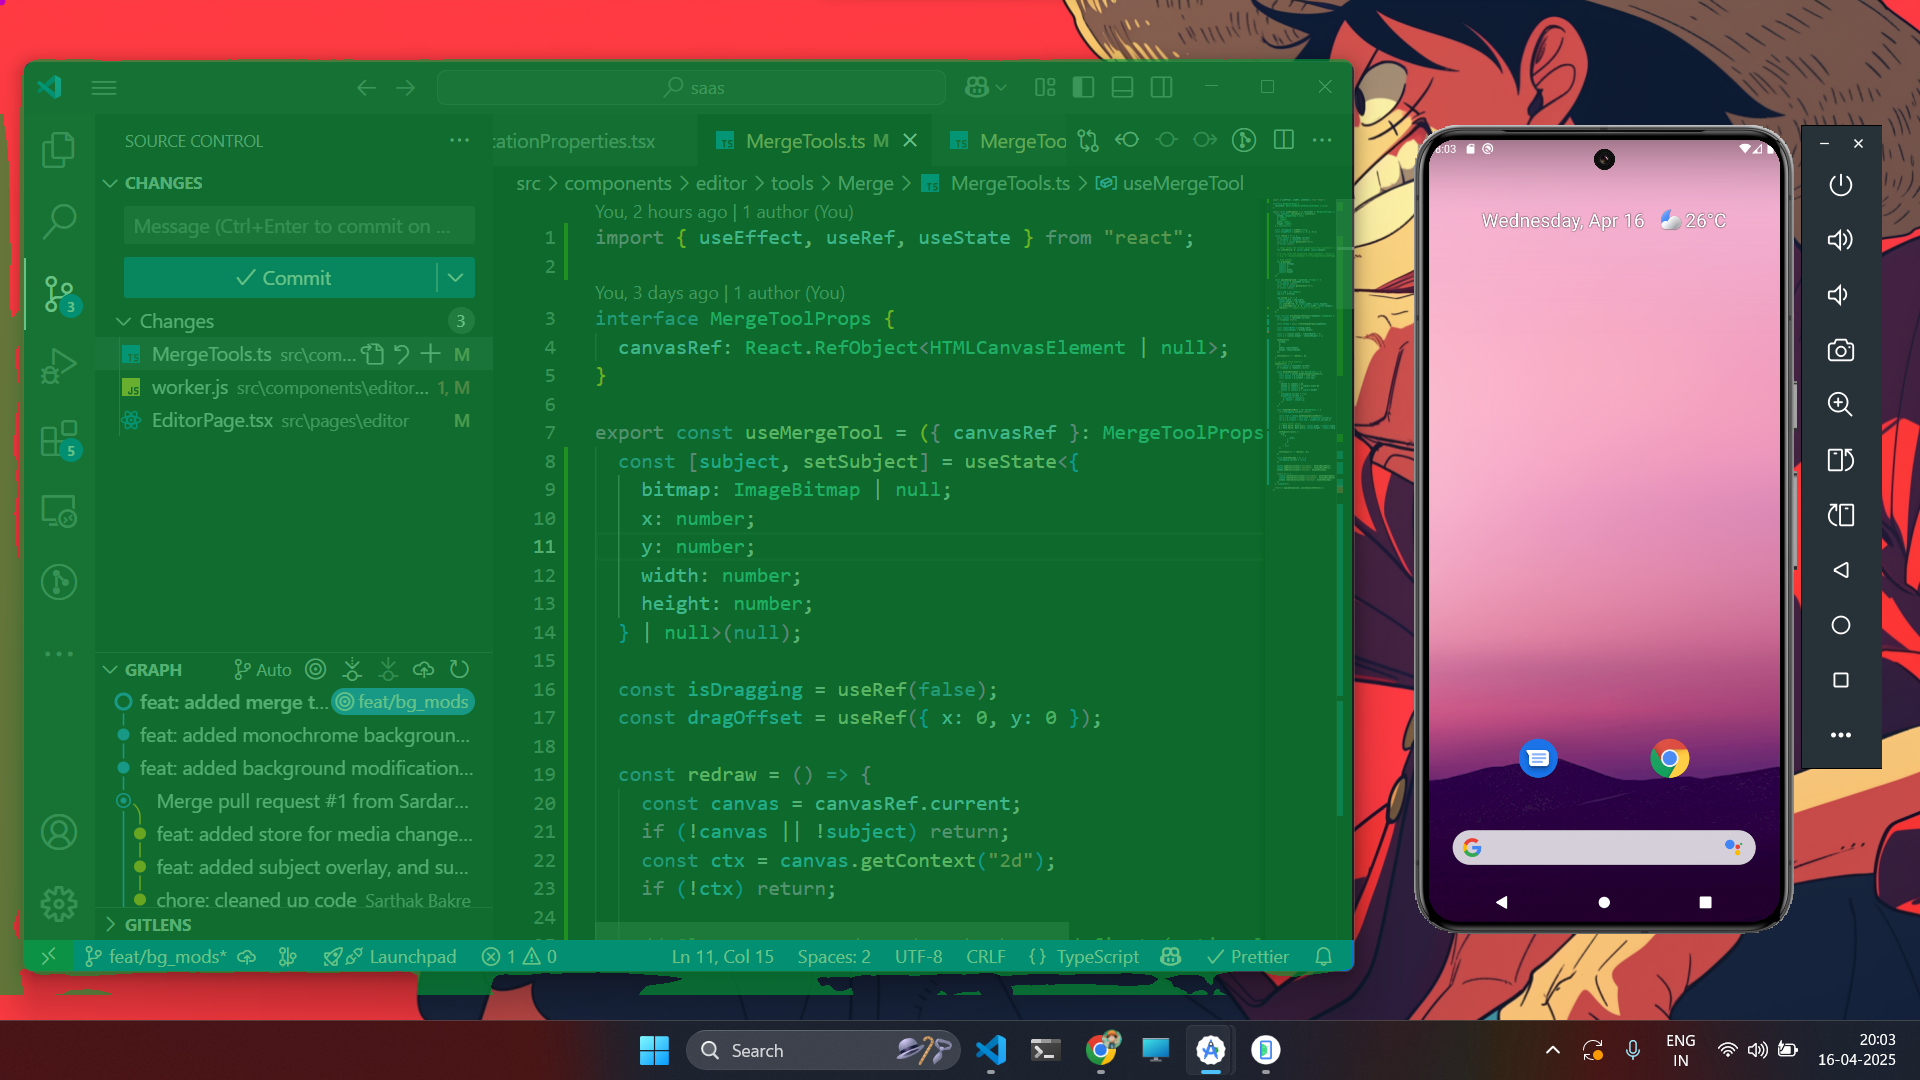 saas
SOURCE CONTROL
cationProperties.tsx
MergeTools.ts M
MergeToo
CHANGES
src > components > editor > tools > Merge > TS MergeTools.ts > useMergeTool
Message (Ctrl+Enter to commit on ...
Commit
Changes 3
TS MergeTools.ts src\com... M
JS worker.js src\components\editor... 1, M
EditorPage.tsx src\pages\editor M
3
5
You, 2 hours ago | 1 author (You)
1 import { useEffect, useRef, useState } from "react";
2
You, 3 days ago | 1 author (You)
3 interface MergeToolProps {
4 canvasRef: React.RefObject<HTMLCanvasElement | null>;
5 }
6
7 export const useMergeTool = ({ canvasRef }: MergeToolProps
8 const [subject, setSubject] = useState<{
9 bitmap: ImageBitmap | null;
10 x: number;
11 y: number;
12 width: number;
13 height: number;
14 } | null>(null);
15
16 const isDragging = useRef(false);
17 const dragOffset = useRef({ x: 0, y: 0 });
18
19 const redraw = () => {
20 const canvas = canvasRef.current;
21 if (!canvas || !subject) return;
22 const ctx = canvas.getContext("2d");
23 if (!ctx) return;
24
GRAPH Auto
feat: added merge t... feat/bg_mods
feat: added monochrome backgroun...
feat: added background modification...
Merge pull request #1 from Sardar...
feat: added store for media change...
feat: added subject overlay, and su...
chore: cleaned up code Sarthak Bakre
GITLENS
feat/bg_mods* Launchpad 1 0 Ln 11, Col 15 Spaces: 2 UTF-8 CRLF {} TypeScript Prettier
8:03
Wednesday, Apr 16 26°C
Search
ENG
IN
20:03
16-04-2025